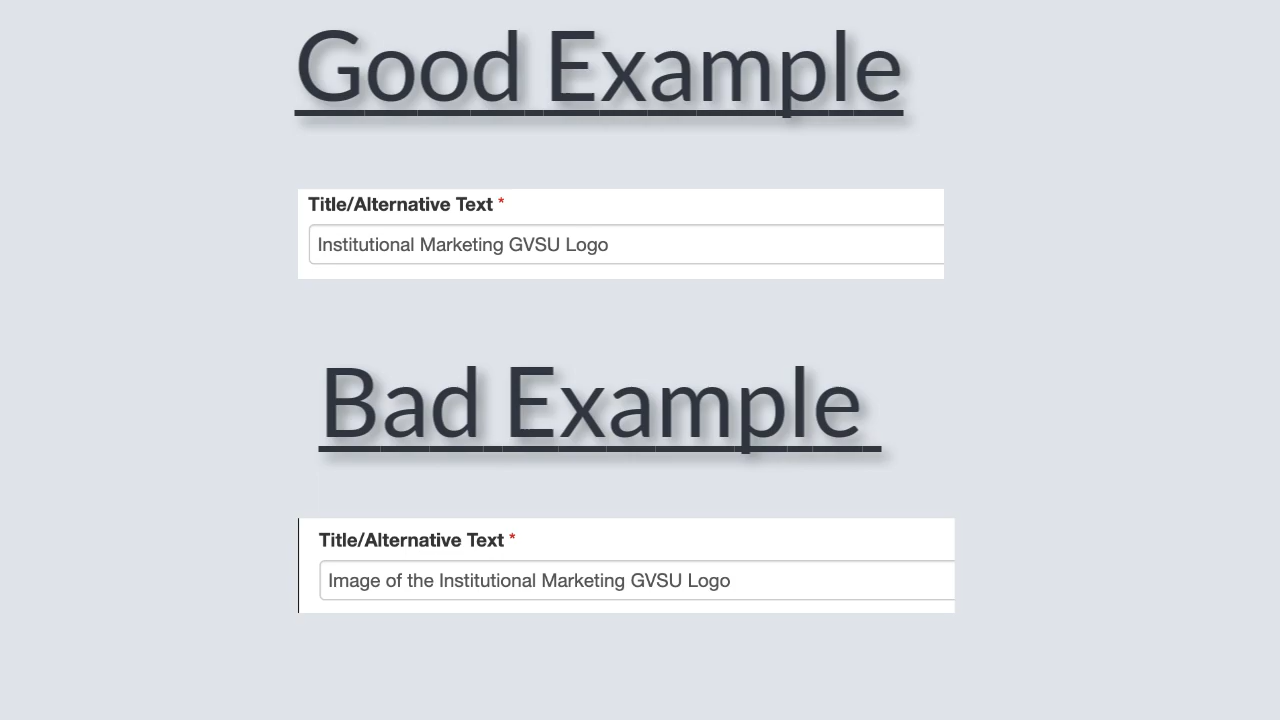 Good Example
Title/Alternative Text *
Institutional Marketing GVSU Logo
Bad Example
Title/Alternative Text *
Image of the Institutional Marketing GVSU Logo